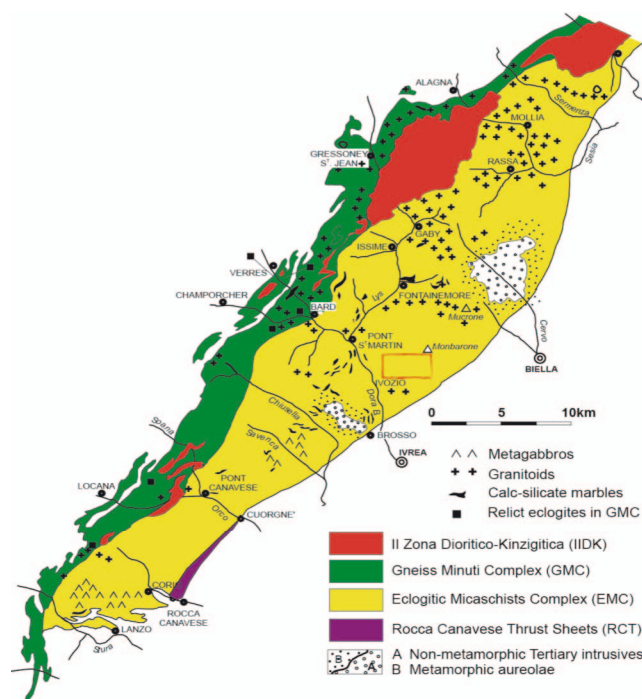 ALAGNA
Sermenza
MOLLIA
Sesia
GRESSONEY
S.T JEAN
RASSA
GABY
ISSIME
VERRES
CHAMPORCHER
Lys
FONTAINEMORE
BARD
Mucrone
Cervo
PONT
S.T MARTIN
Monbarone
BIELLA
IVOZIO
Chiusella
Dora B.
0 5 10km
Soana
Savenca
BROSSO
IVREA
Metagabbros
Granitoids
Calc-silicate marbles
Relict eclogites in GMC
LOCANA
PONT
CANAVESE
Orco
CUORGNE'
II Zona Dioritico-Kinzigitica (IIDK)
Gneiss Minuti Complex (GMC)
Eclogitic Micaschists Complex (EMC)
Rocca Canavese Thrust Sheets (RCT)
CORIO
ROCCA
CANAVESE
LANZO
Stura
B A
A Non-metamorphic Tertiary intrusives
B Metamorphic aureolae